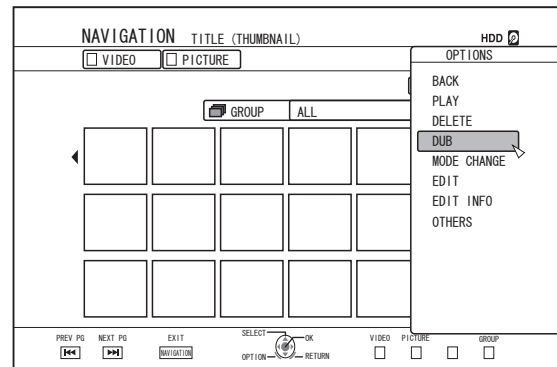 NAVIGATION TITLE (THUMBNAIL) HDD
VIDEO PICTURE
GROUP ALL
OPTIONS
BACK
PLAY
DELETE
DUB
MODE CHANGE
EDIT
EDIT INFO
OTHERS
PREV PG NEXT PG EXIT SELECT OK VIDEO PICTURE GROUP
NAVIGATION OPTION RETURN